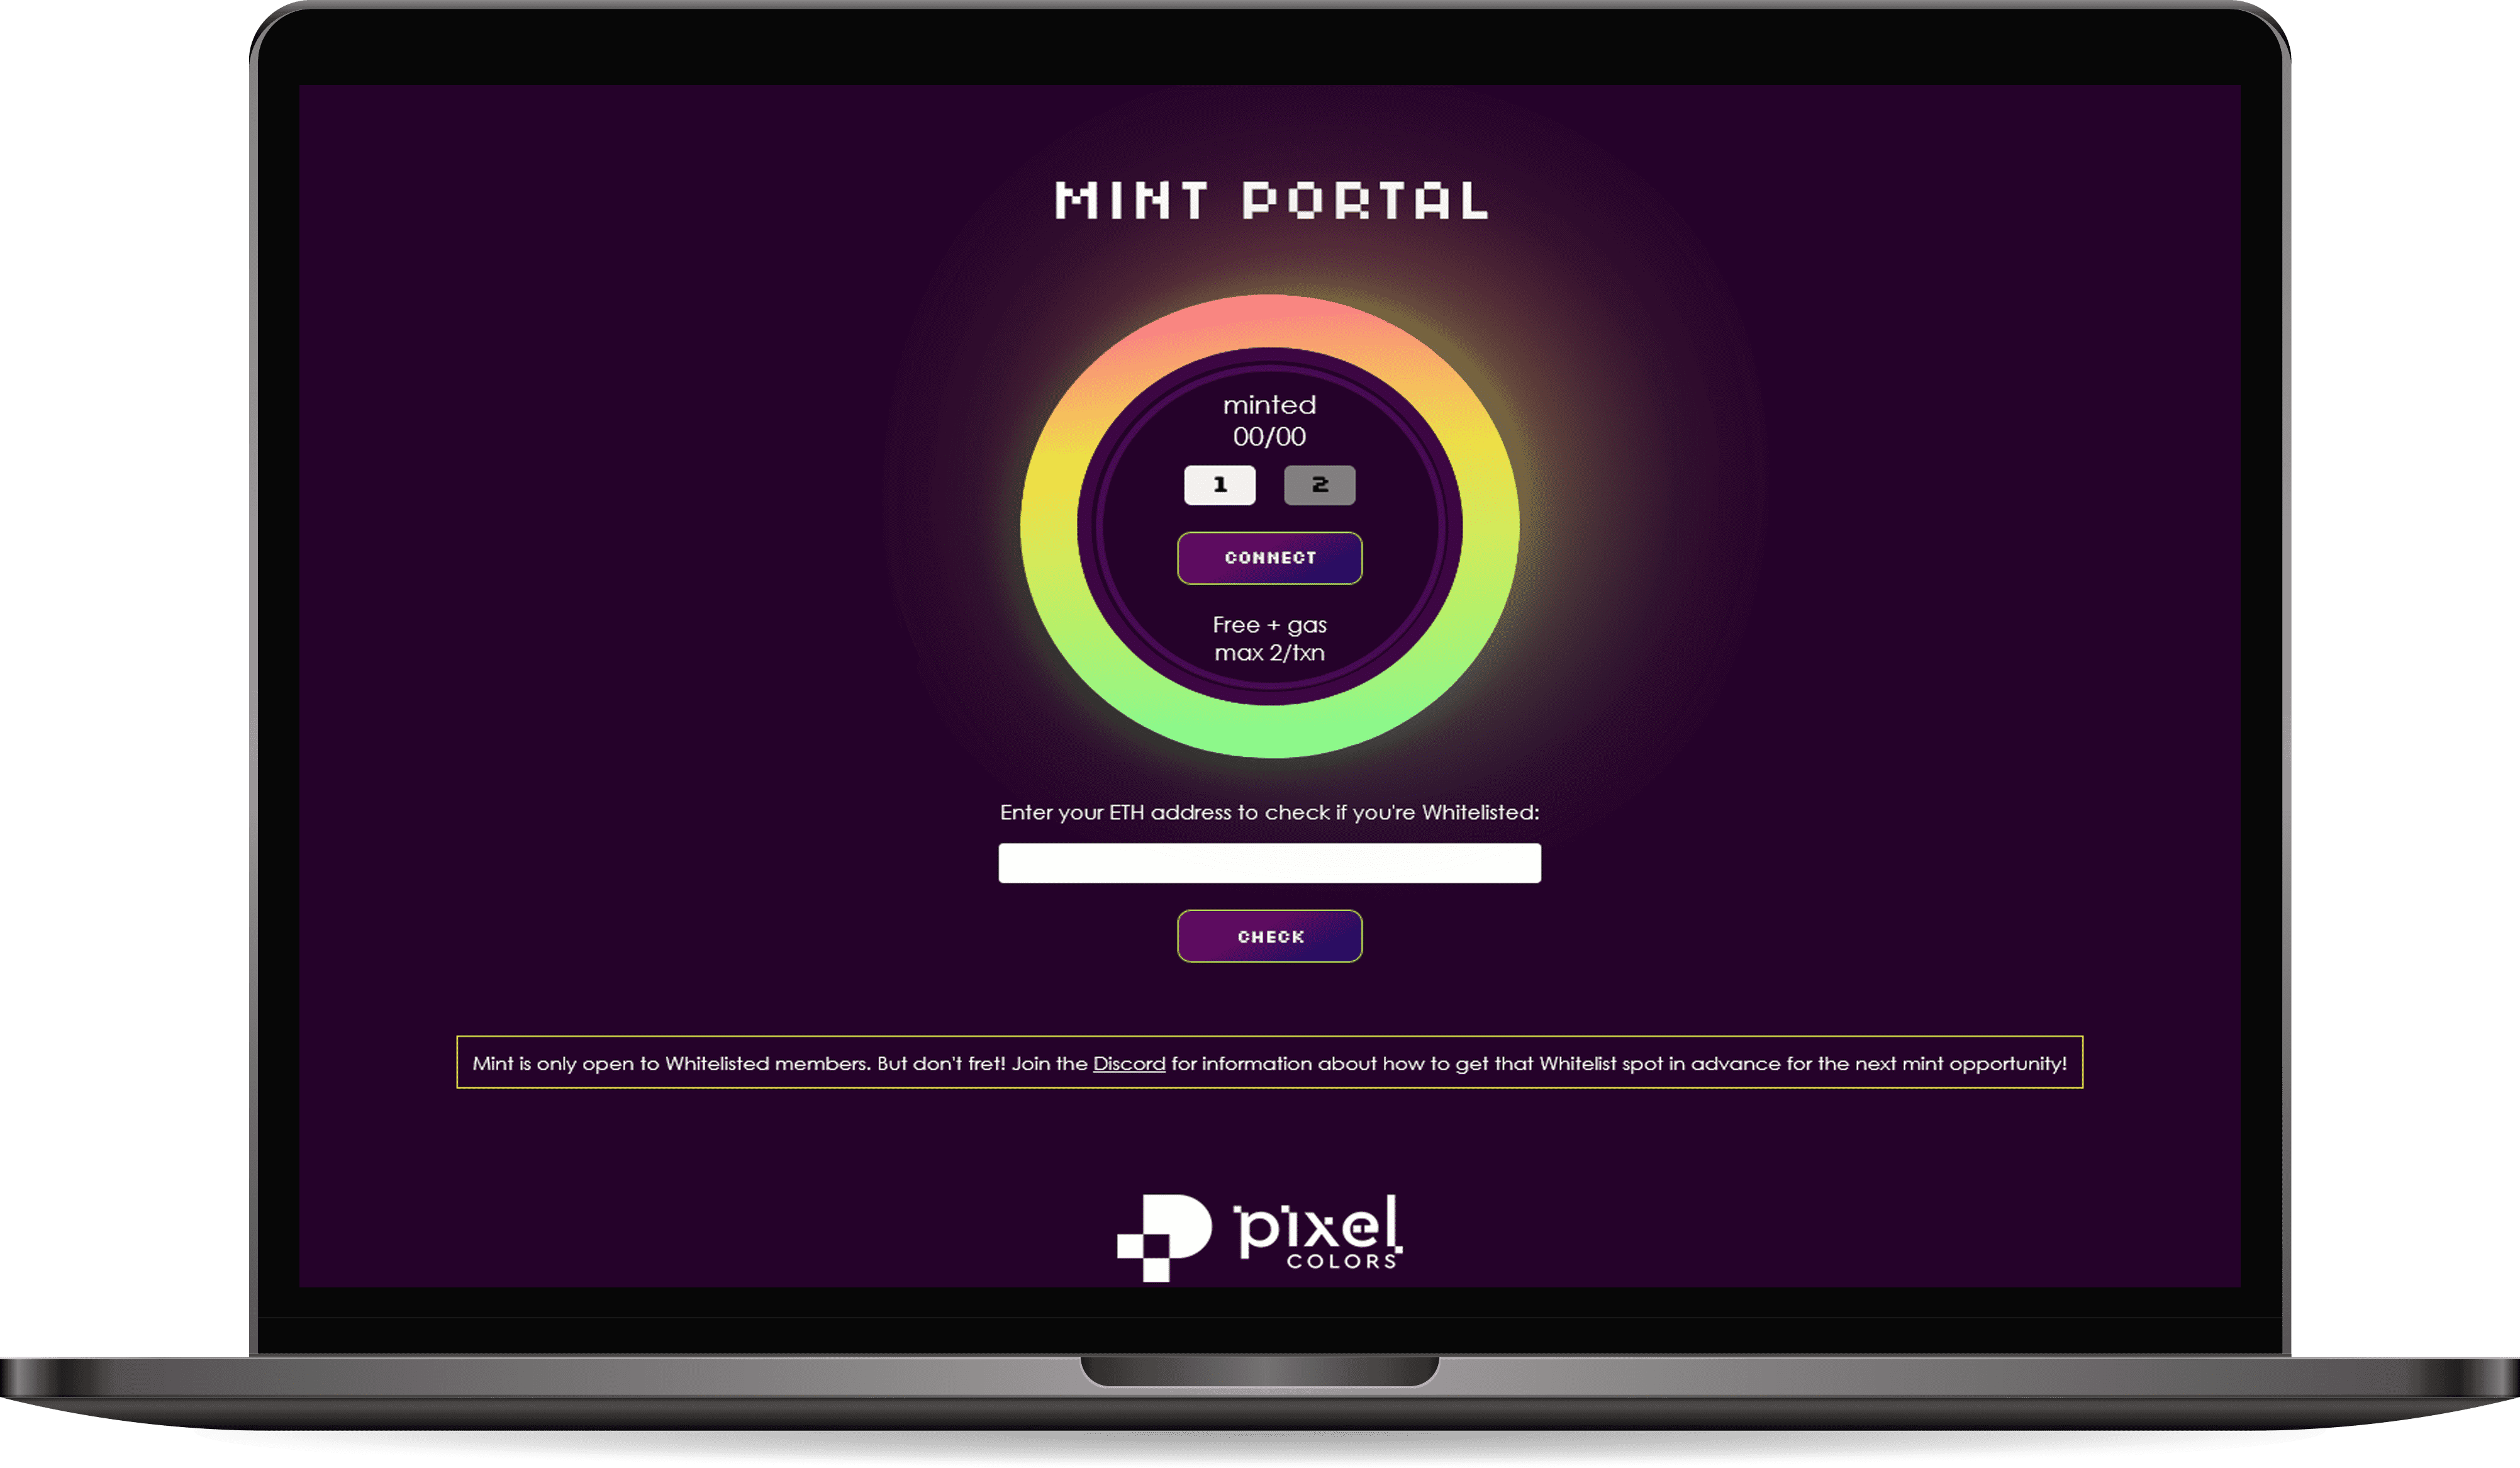 MINT PORTAL
minted
00/00
1 2
CONNECT
Free + gas
max 2/txn
Enter your ETH address to check if you're Whitelisted:
CHECK
Mint is only open to Whitelisted members. But don't fret! Join the Discord for information about how to get that Whitelist spot in advance for the next mint opportunity!
pixel
COLORS